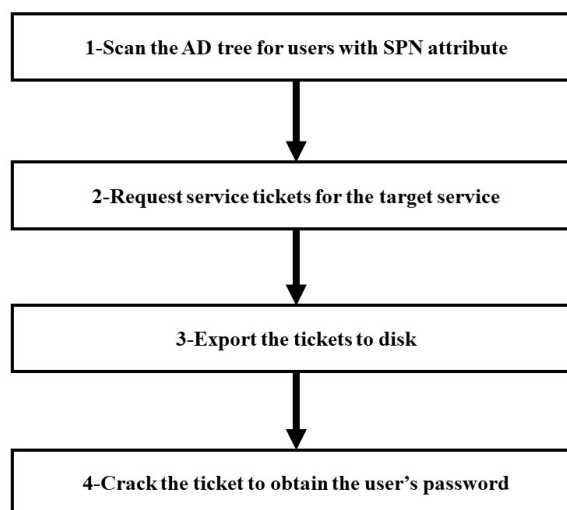 1-Scan the AD tree for users with SPN attribute
2-Request service tickets for the target service
3-Export the tickets to disk
4-Crack the ticket to obtain the user's password